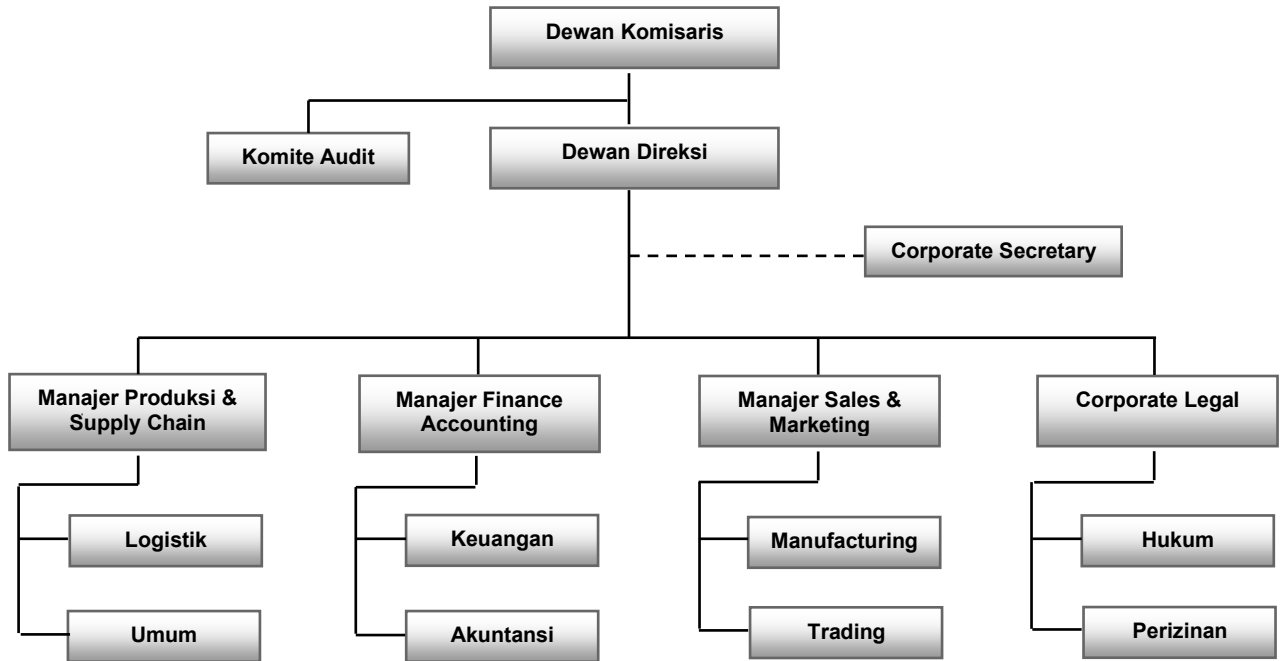 Dewan Komisaris
Komite Audit
Dewan Direksi
Corporate Secretary
Manajer Produksi &
Supply Chain
Manajer Finance
Accounting
Manajer Sales &
Marketing
Corporate Legal
Logistik
Keuangan
Manufacturing
Hukum
Umum
Akuntansi
Trading
Perizinan